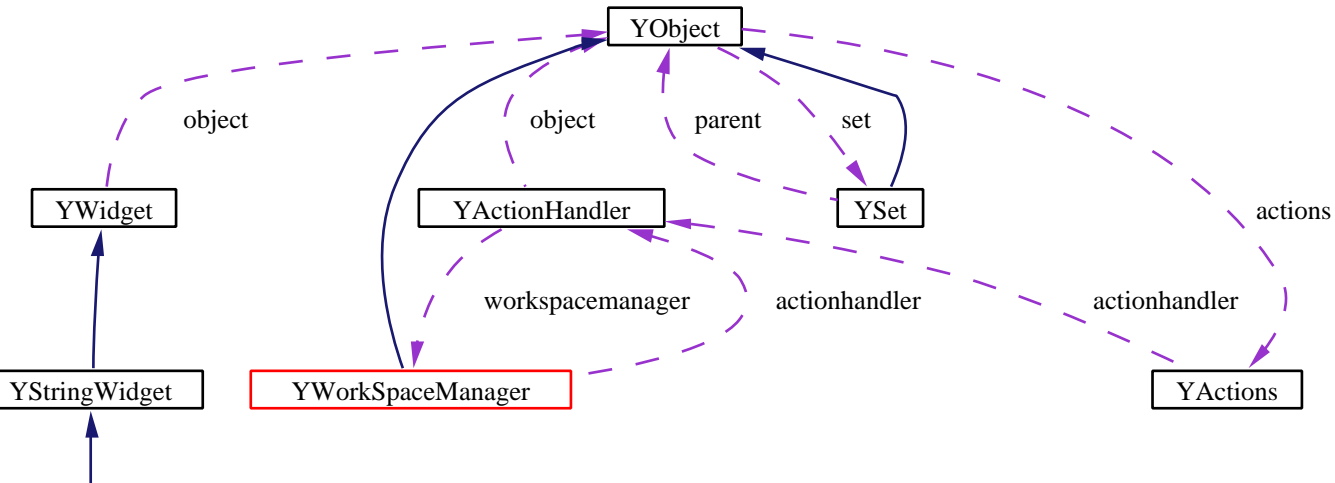 YObject
object
object
parent
set
YWidget
YActionHandler
YSet
actions
workspacemanager
actionhandler
actionhandler
YStringWidget
YWorkSpaceManager
YActions